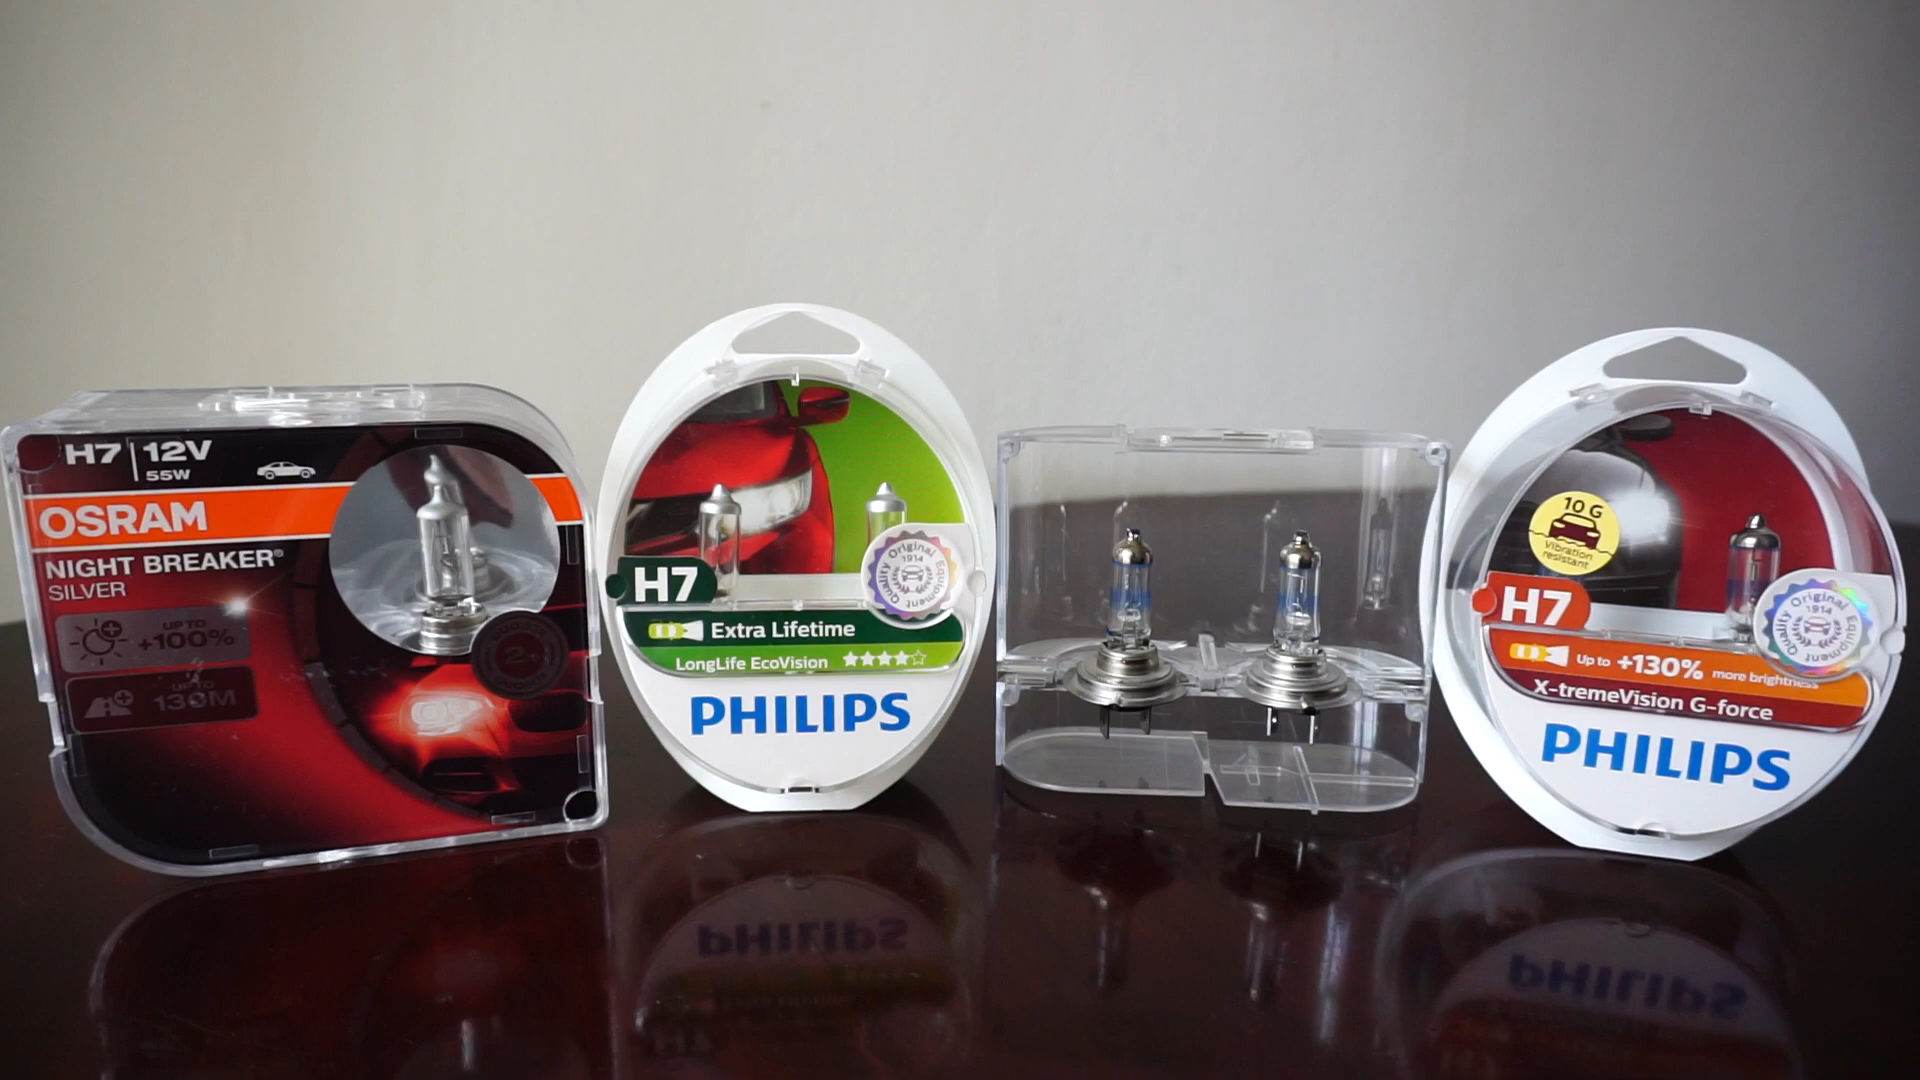 H7 12V
55W
OSRAM
NIGHT BREAKER®
SILVER
UP TO
+100%
UP TO
130M
H7
Original
1914
Quality Equipment
Extra Lifetime
LongLife EcoVision
PHILIPS
10 G
Vibration
resistant
H7
Original
1914
Quality Equipment
Up to +130% more brightness
X-tremeVision G-force
PHILIPS